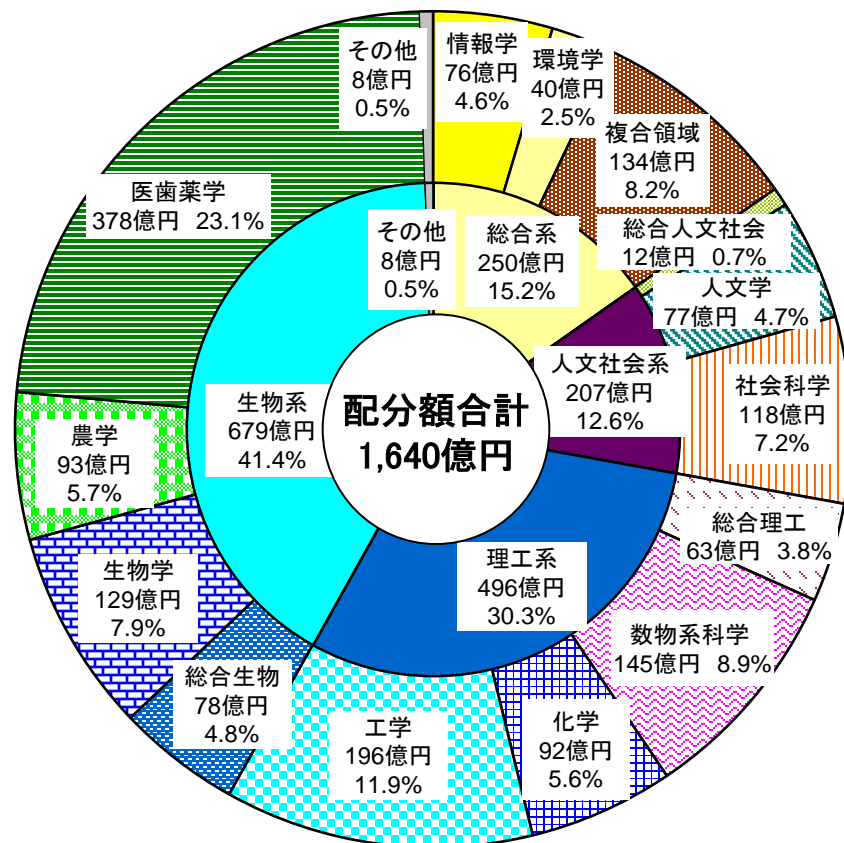 その他
8億円
0.5%
情報学
76億円
4.6%
環境学
40億円
2.5%
複合領域
134億円
8.2%
総合人文社会
12億円 0.7%
人文学
77億円 4.7%
社会科学
118億円
7.2%
総合理工
63億円 3.8%
数物系科学
145億円 8.9%
化学
92億円
5.6%
工学
196億円
11.9%
総合生物
78億円
4.8%
生物学
129億円
7.9%
農学
93億円
5.7%
医歯薬学
378億円 23.1%
その他
8億円
0.5%
総合系
250億円
15.2%
人文社会系
207億円
12.6%
理工系
496億円
30.3%
生物系
679億円
41.4%
配分額合計
1,640億円